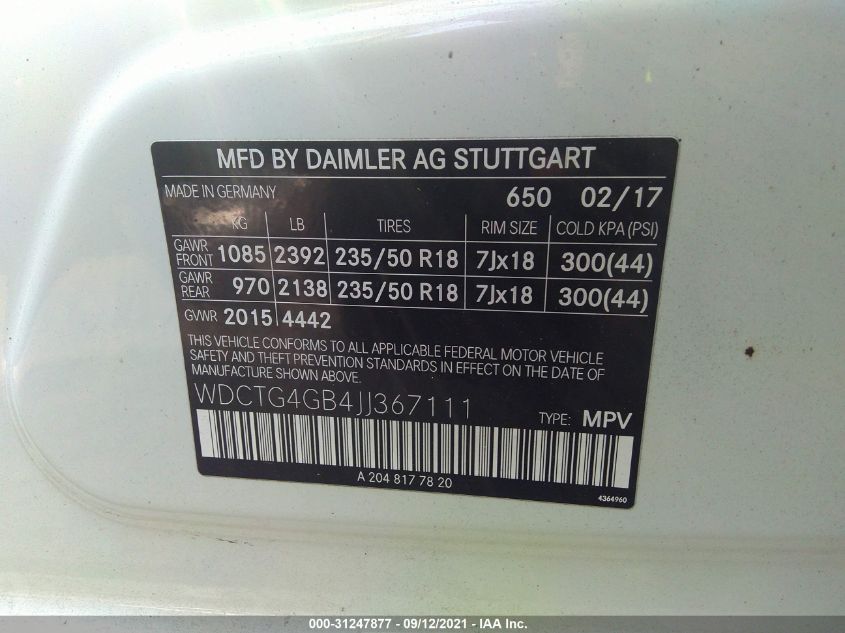 MFD BY DAIMLER AG STUTTGART
MADE IN GERMANY 650 02/17
KG LB TIRES RIM SIZE COLD KPA (PSI)
GAWR FRONT 1085 2392 235/50 R18 7Jx18 300(44)
GAWR REAR 970 2138 235/50 R18 7Jx18 300(44)
GVWR 2015 4442
THIS VEHICLE CONFORMS TO ALL APPLICABLE FEDERAL MOTOR VEHICLE
SAFETY AND THEFT PREVENTION STANDARDS IN EFFECT ON THE DATE OF
MANUFACTURE SHOWN ABOVE.
WDCTG4GB4JJ367111 TYPE: MPV
A 204 817 78 20
4364960
000-31247877 - 09/12/2021 - IAA Inc.